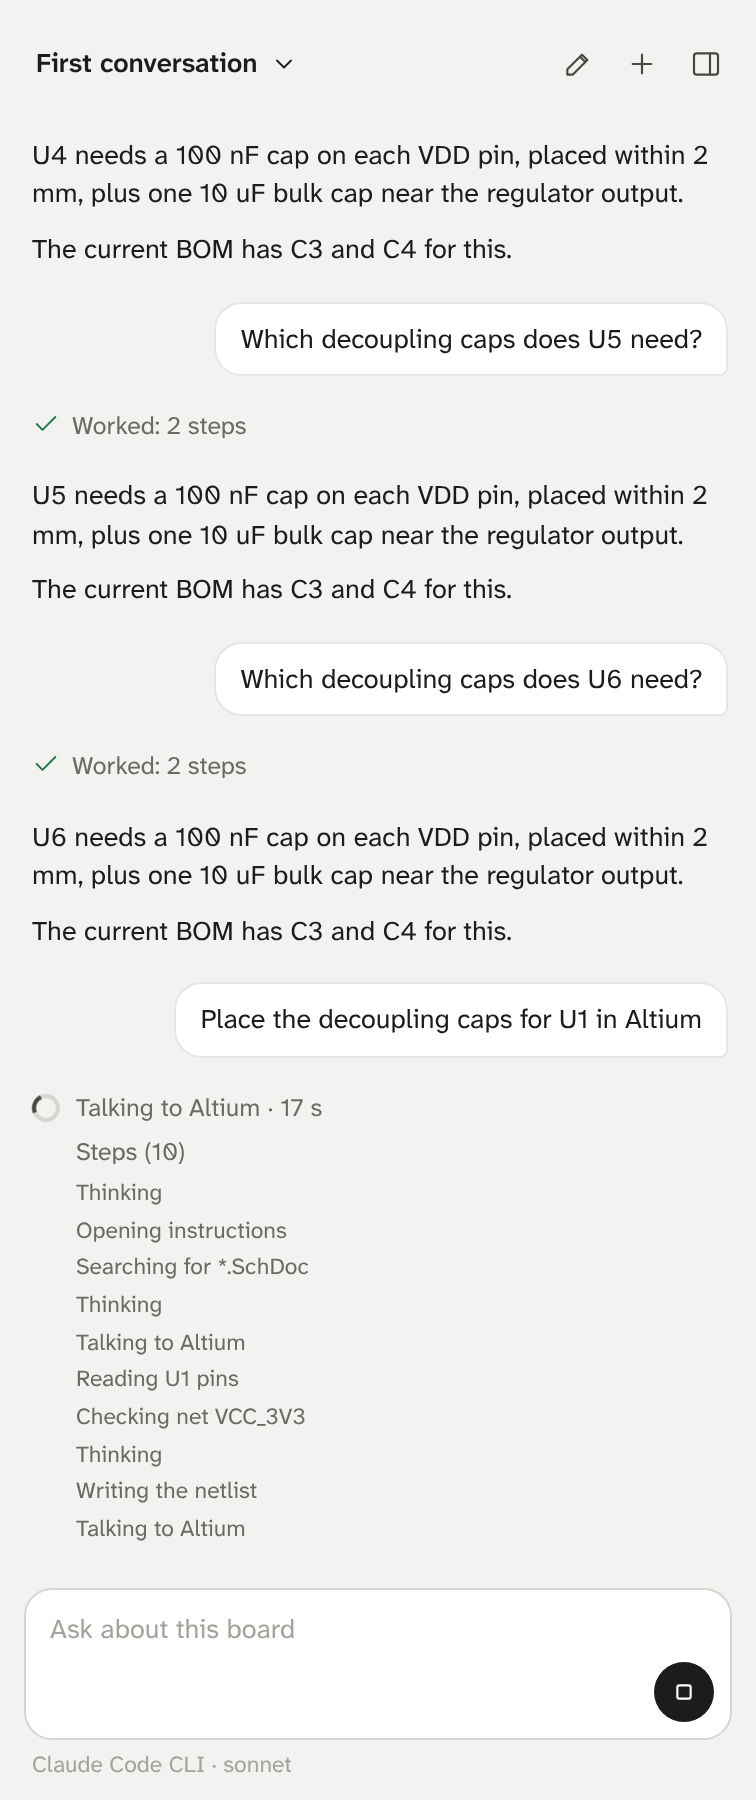 First conversation
U4 needs a 100 nF cap on each VDD pin, placed within 2
mm, plus one 10 uF bulk cap near the regulator output.
The current BOM has C3 and C4 for this.
Which decoupling caps does U5 need?
Worked: 2 steps
U5 needs a 100 nF cap on each VDD pin, placed within 2
mm, plus one 10 uF bulk cap near the regulator output.
The current BOM has C3 and C4 for this.
Which decoupling caps does U6 need?
Worked: 2 steps
U6 needs a 100 nF cap on each VDD pin, placed within 2
mm, plus one 10 uF bulk cap near the regulator output.
The current BOM has C3 and C4 for this.
Place the decoupling caps for U1 in Altium
Talking to Altium · 17 s
Steps (10)
Thinking
Opening instructions
Searching for *.SchDoc
Thinking
Talking to Altium
Reading U1 pins
Checking net VCC_3V3
Thinking
Writing the netlist
Talking to Altium
Ask about this board
Claude Code CLI · sonnet